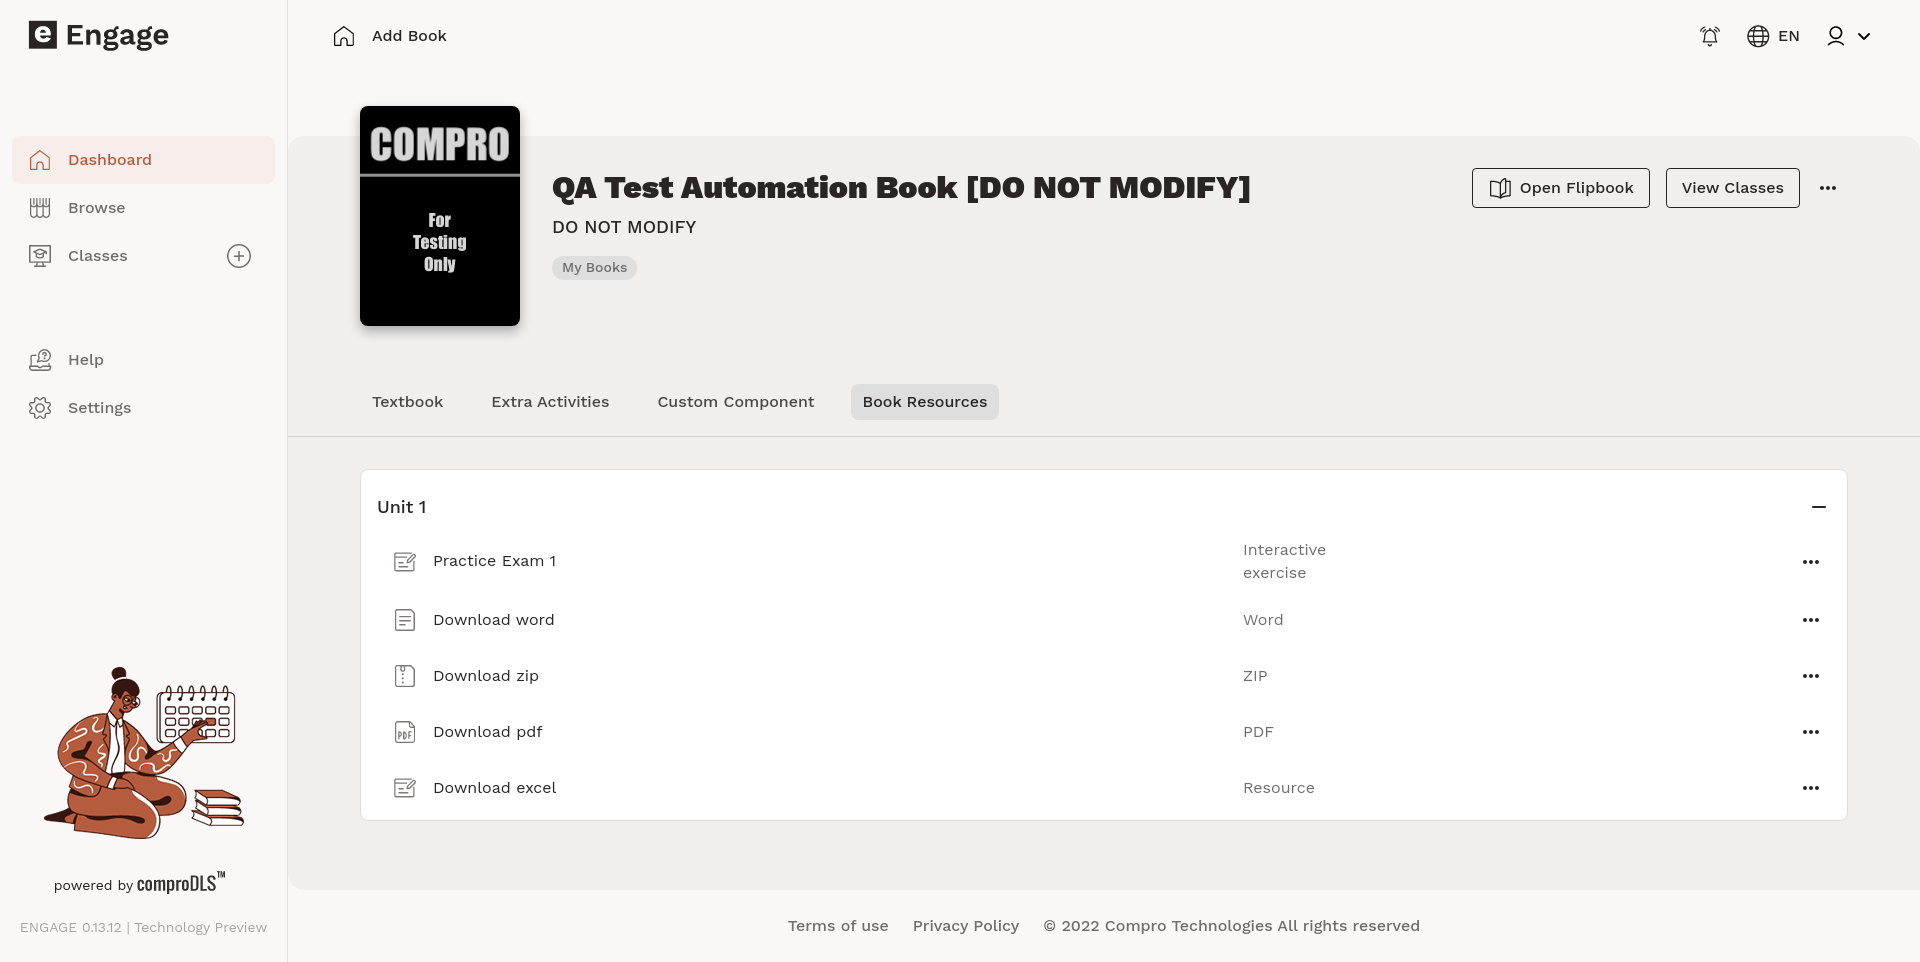 e Engage
Add Book
EN
Dashboard
Browse
Classes
Help
Settings
COMPRO
For
Testing
Only
QA Test Automation Book [DO NOT MODIFY]
DO NOT MODIFY
My Books
Open Flipbook
View Classes
Textbook
Extra Activities
Custom Component
Book Resources
Unit 1
Practice Exam 1
Interactive
exercise
Download word
Word
Download zip
ZIP
Download pdf
PDF
PDF
Download excel
Resource
powered by comproDLS™
ENGAGE 0.13.12 | Technology Preview
Terms of use
Privacy Policy
© 2022 Compro Technologies All rights reserved